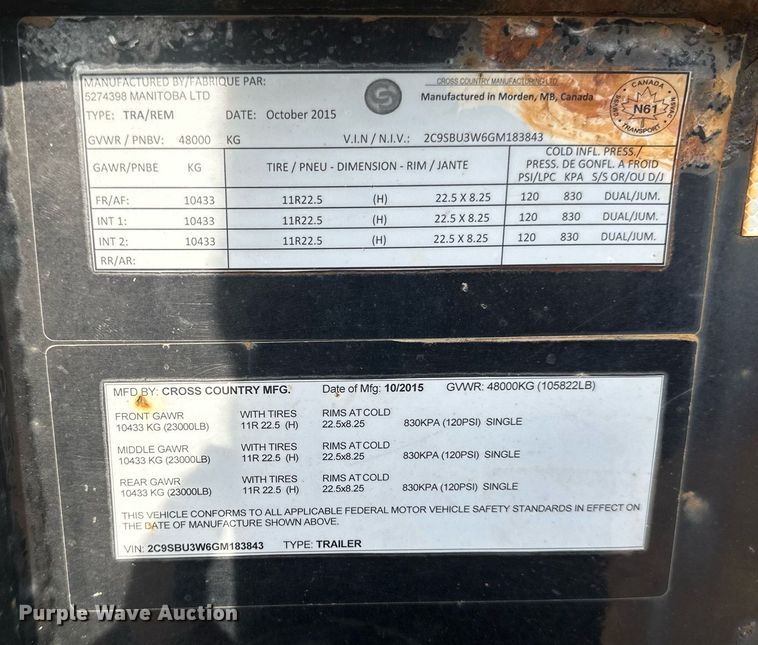 MANUFACTURED BY/FABRIQUE PAR:
5274398 MANITOBA LTD
CROSS COUNTRY MANUFACTURING LTD
Manufactured in Morden, MB, Canada
CANADA
N61
TRANSPORT
TYPE: TRA/REM DATE: October 2015
GVWR / PNBV: 48000 KG V.I.N / N.I.V.: 2C9SBU3W6GM183843
GAWR/PNBE KG TIRE / PNEU - DIMENSION - RIM / JANTE COLD INFL. PRESS./
PRESS. DE GONFL. A FROID
PSI/LPC KPA S/S OR/OU D/J
FR/AF: 10433 11R22.5 (H) 22.5 X 8.25 120 830 DUAL/JUM.
INT 1: 10433 11R22.5 (H) 22.5 X 8.25 120 830 DUAL/JUM.
INT 2: 10433 11R22.5 (H) 22.5 X 8.25 120 830 DUAL/JUM.
RR/AR:
MFD BY: CROSS COUNTRY MFG. Date of Mfg: 10/2015 GVWR: 48000KG (105822LB)
FRONT GAWR WITH TIRES RIMS AT COLD
10433 KG (23000LB) 11R 22.5 (H) 22.5x8.25 830KPA (120PSI) SINGLE
MIDDLE GAWR WITH TIRES RIMS AT COLD
10433 KG (23000LB) 11R 22.5 (H) 22.5x8.25 830KPA (120PSI) SINGLE
REAR GAWR WITH TIRES RIMS AT COLD
10433 KG (23000LB) 11R 22.5 (H) 22.5x8.25 830KPA (120PSI) SINGLE
THIS VEHICLE CONFORMS TO ALL APPLICABLE FEDERAL MOTOR VEHICLE SAFETY STANDARDS IN EFFECT ON
THE DATE OF MANUFACTURE SHOWN ABOVE.
VIN: 2C9SBU3W6GM183843 TYPE: TRAILER
Purple Wave Auction